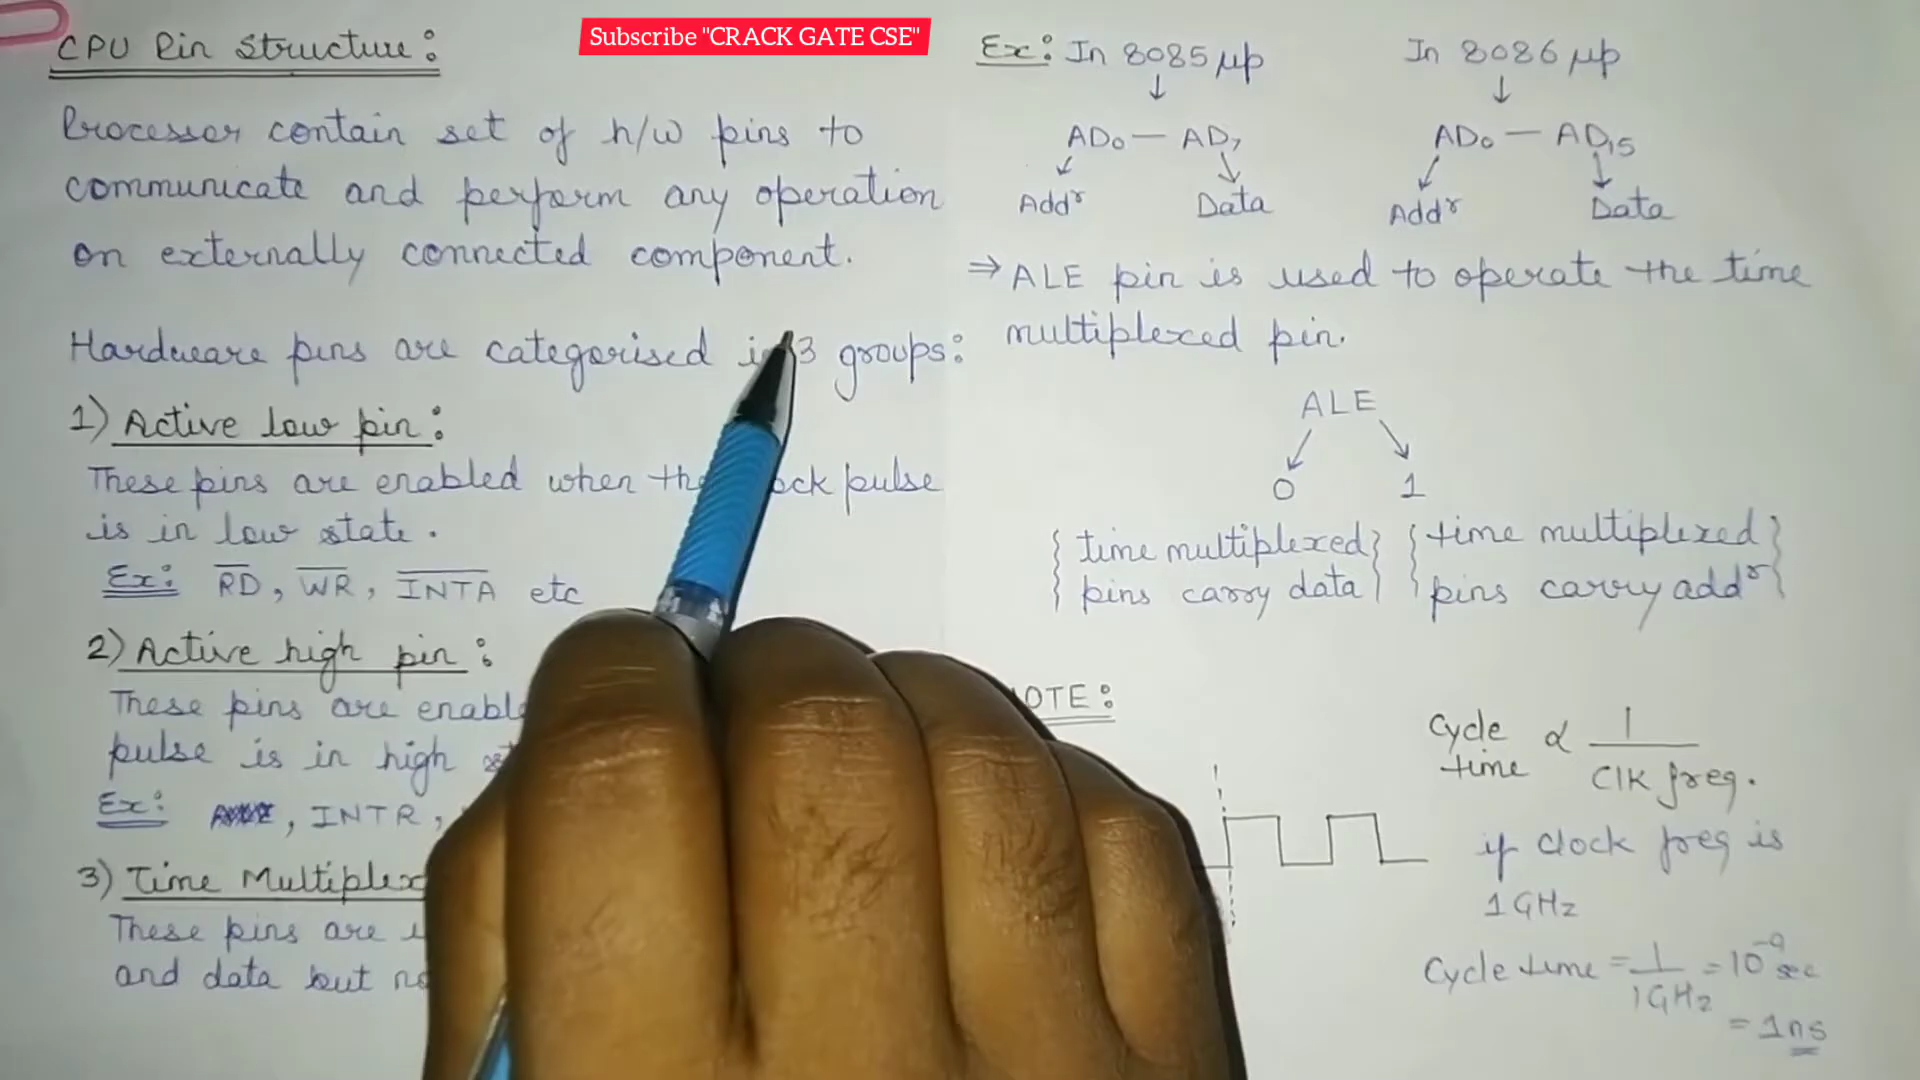 Subscribe "CRACK GATE CSE"
CPU Pin Structure:
Processor contain set of h/w pins to
communicate and perform any operation
on externally connected component.
Hardware pins are categorised in 3 groups:
1) Active low pin:
These pins are enabled when the clock pulse
is in low state.
Ex: R̅D̅, W̅R̅, I̅N̅T̅A̅ etc
2) Active high pin:
These pins are enable
pulse is in high
Ex: , INTR,
3) Time Multiplex
These pins are
and data but
Ex: In 8085 μp
AD₀ — AD₇
Addʳ Data
In 8086 μp
AD₀ — AD₁₅
Addʳ Data
⇒ ALE pin is used to operate the time
multiplexed pin.
ALE
0 1
{time multiplexed
pins carry data}
{time multiplexed
pins carry addʳ}
NOTE:
Cycle time ∝ 1 / Clk freq.
if clock freq is
1GHz
Cycle time = 1 / 1GHz = 10⁻⁹ sec
= 1ns